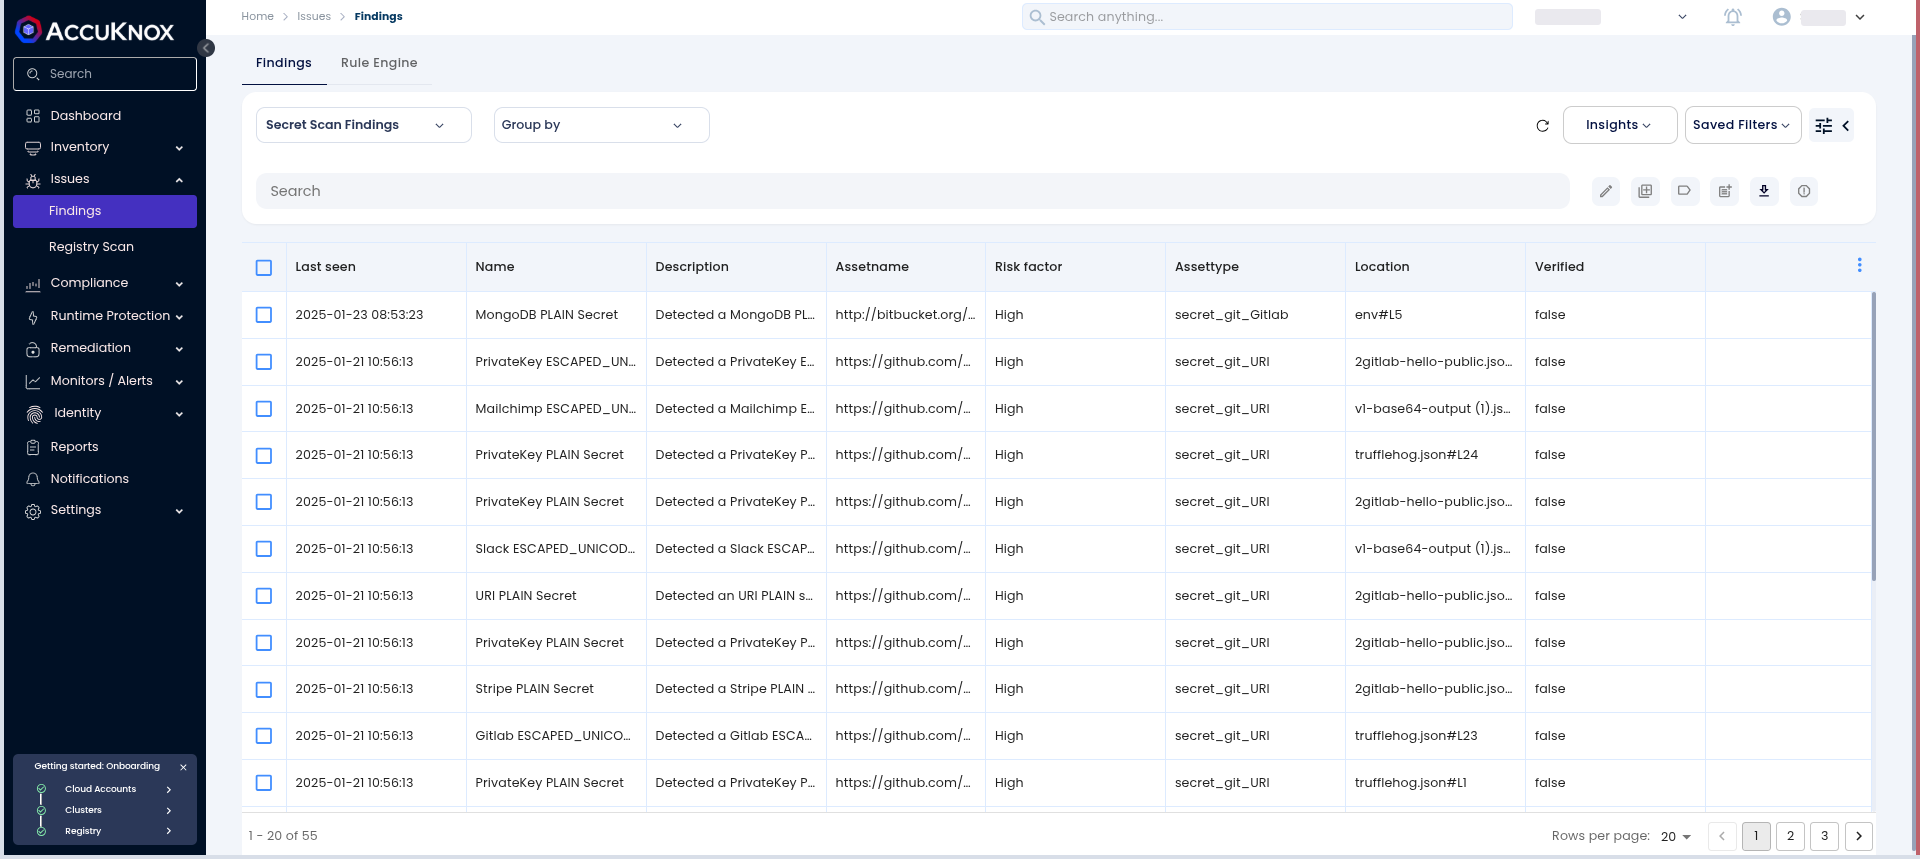 Home > Issues > Findings
Search anything...
ACCUKNOX
Search
Dashboard
Inventory
Issues
Findings
Registry Scan
Compliance
Runtime Protection
Remediation
Monitors / Alerts
Identity
Reports
Notifications
Settings
Getting started: Onboarding
Cloud Accounts
Clusters
Registry
Findings Rule Engine
Secret Scan Findings Group by Insights Saved Filters
Search
Last seen Name Description Assetname Risk factor Assettype Location Verified
2025-01-23 08:53:23 MongoDB PLAIN Secret Detected a MongoDB PL... http://bitbucket.org/... High secret_git_Gitlab env#L5 false
2025-01-21 10:56:13 PrivateKey ESCAPED_UN... Detected a PrivateKey E... https://github.com/... High secret_git_URI 2gitlab-hello-public.jso... false
2025-01-21 10:56:13 Mailchimp ESCAPED_UN... Detected a Mailchimp E... https://github.com/... High secret_git_URI v1-base64-output (1).js... false
2025-01-21 10:56:13 PrivateKey PLAIN Secret Detected a PrivateKey P... https://github.com/... High secret_git_URI trufflehog.json#L24 false
2025-01-21 10:56:13 PrivateKey PLAIN Secret Detected a PrivateKey P... https://github.com/... High secret_git_URI 2gitlab-hello-public.jso... false
2025-01-21 10:56:13 Slack ESCAPED_UNICOD... Detected a Slack ESCAP... https://github.com/... High secret_git_URI v1-base64-output (1).js... false
2025-01-21 10:56:13 URI PLAIN Secret Detected an URI PLAIN s... https://github.com/... High secret_git_URI 2gitlab-hello-public.jso... false
2025-01-21 10:56:13 PrivateKey PLAIN Secret Detected a PrivateKey P... https://github.com/... High secret_git_URI 2gitlab-hello-public.jso... false
2025-01-21 10:56:13 Stripe PLAIN Secret Detected a Stripe PLAIN ... https://github.com/... High secret_git_URI 2gitlab-hello-public.jso... false
2025-01-21 10:56:13 Gitlab ESCAPED_UNICO... Detected a Gitlab ESCA... https://github.com/... High secret_git_URI trufflehog.json#L23 false
2025-01-21 10:56:13 PrivateKey PLAIN Secret Detected a PrivateKey P... https://github.com/... High secret_git_URI trufflehog.json#L1 false
1 - 20 of 55 Rows per page: 20 < 1 2 3 >